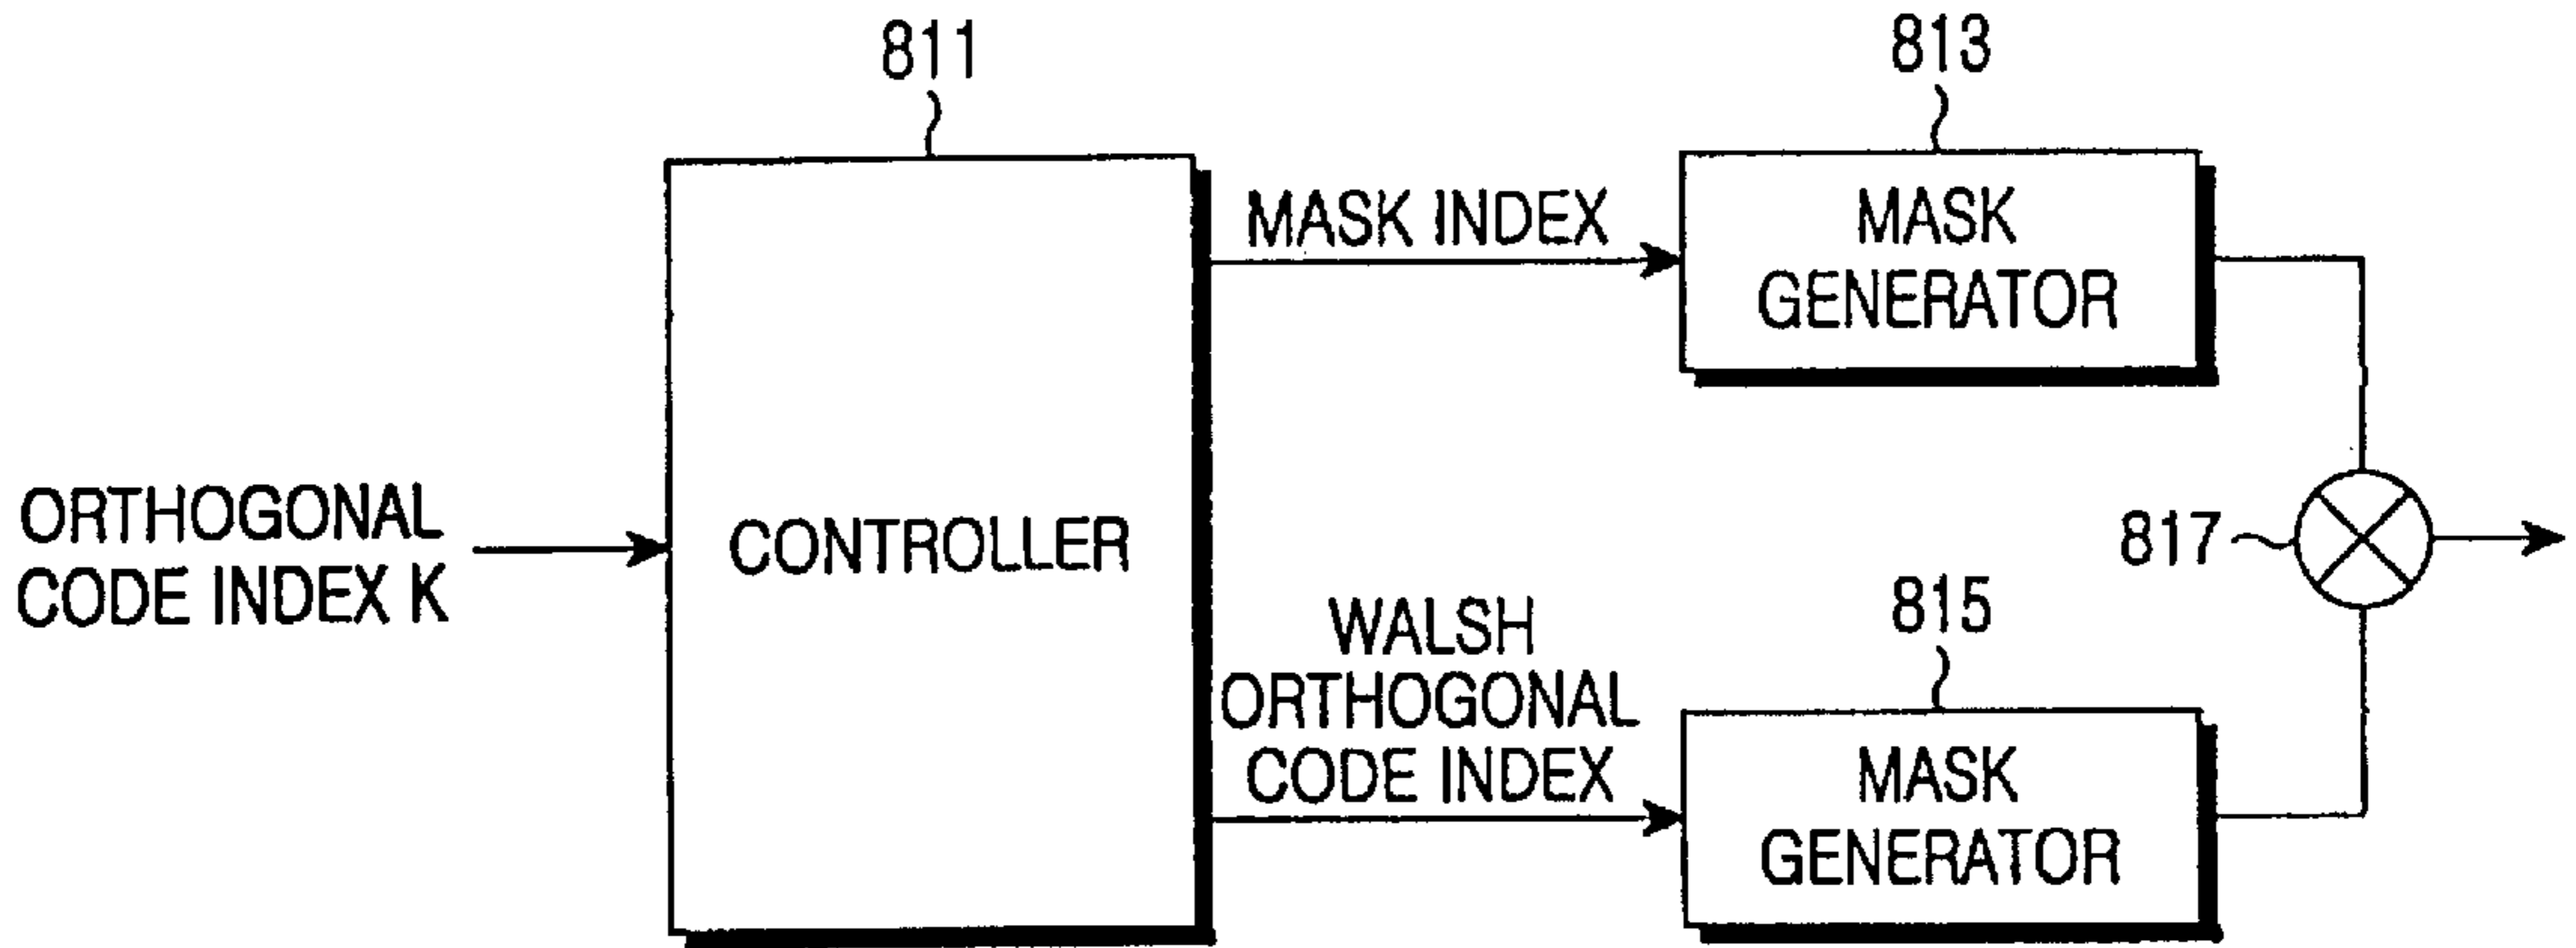 811
813
MASK INDEX
MASK
GENERATOR
ORTHOGONAL
CODE INDEX K
CONTROLLER
817
WALSH
ORTHOGONAL
CODE INDEX
815
MASK
GENERATOR